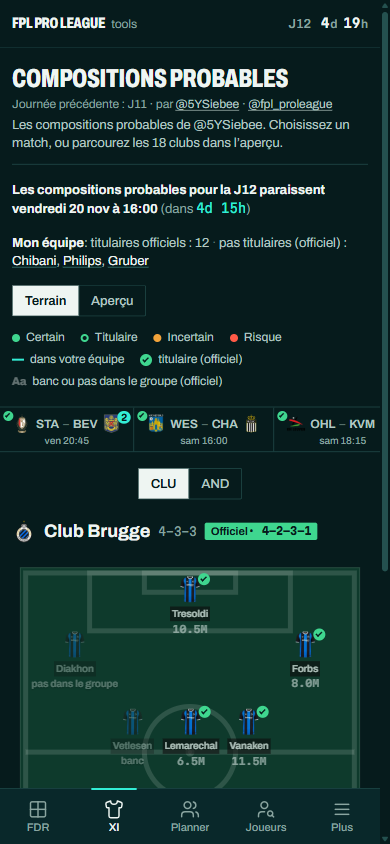 FPL PRO LEAGUE tools J12 4d 19h
COMPOSITIONS PROBABLES
Journée précédente : J11 · par @5YSiebee · @fpl_proleague
Les compositions probables de @5YSiebee. Choisissez un
match, ou parcourez les 18 clubs dans l'aperçu.
Les compositions probables pour la J12 paraissent
vendredi 20 nov à 16:00 (dans 4d 15h)
Mon équipe: titulaires officiels : 12 · pas titulaires (officiel) :
Chibani, Philips, Gruber
Terrain Aperçu
Certain Titulaire Incertain Risque
dans votre équipe titulaire (officiel)
Aa banc ou pas dans le groupe (officiel)
STA – BEV 2 WES – CHA OHL – KVM
ven 20:45 sam 16:00 sam 18:15
CLU AND
Club Brugge 4–3–3 Officiel · 4–2–3–1
Tresoldi
10.5M
Diakhon Forbs
pas dans le groupe 8.0M
Vetlesen Lemarechal Vanaken
banc 6.5M 11.5M
FDR XI Planner Joueurs Plus